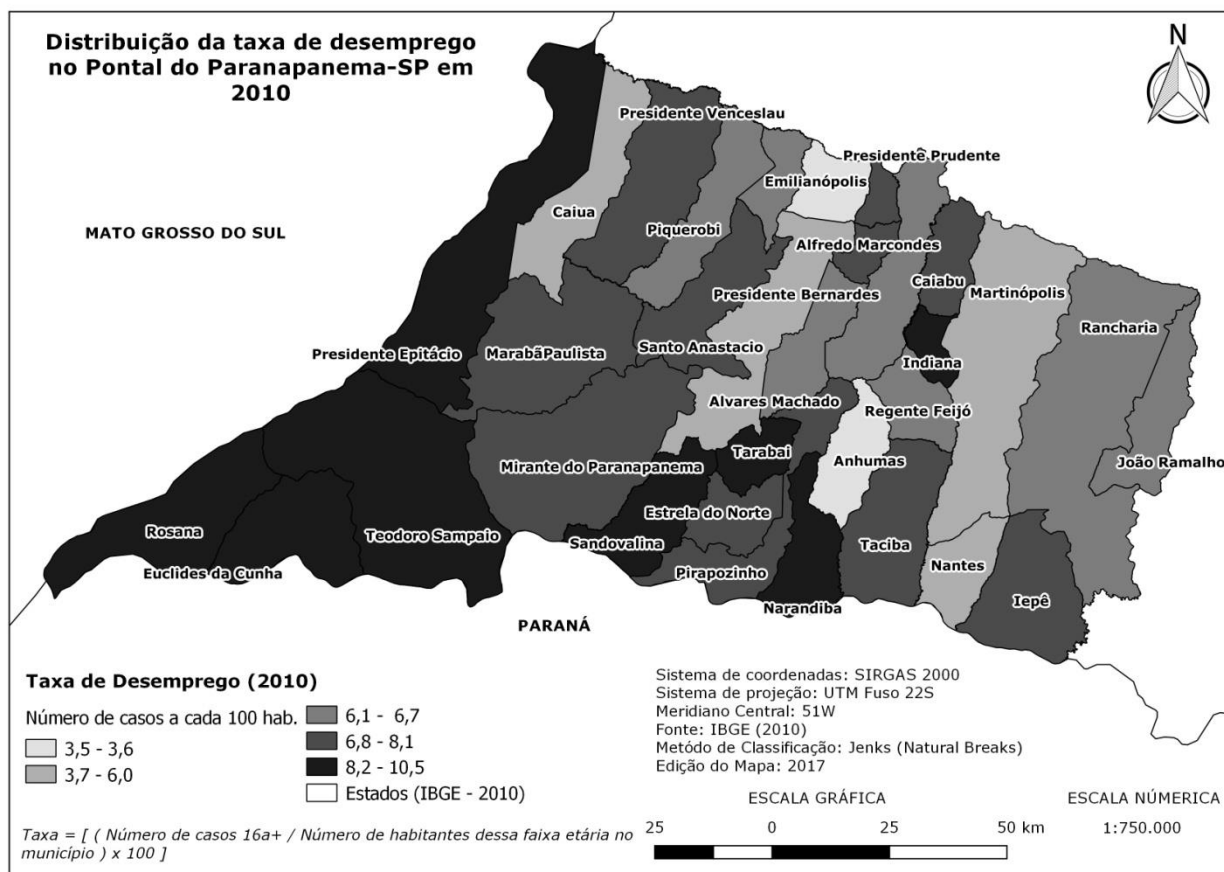 Distribuição da taxa de desemprego
no Pontal do Paranapanema-SP em
2010
N
Presidente Venceslau
Presidente Prudente
Emilianópolis
Caiua
MATO GROSSO DO SUL
Piquerobi
Alfredo Marcondes
Caiabu
Martinópolis
Presidente Bernardes
Rancharia
Presidente Epitácio
MarabãPaulista
Santo Anastacio
Indiana
Alvares Machado
Regente Feijó
Tarabai
Anhumas
João Ramalho
Mirante do Paranapanema
Estrela do Norte
Rosana
Teodoro Sampaio
Sandovalina
Taciba
Euclides da Cunha
Pirapozinho
Nantes
Narandiba
Iepê
PARANÁ
Taxa de Desemprego (2010)
Número de casos a cada 100 hab.
3,5 - 3,6
3,7 - 6,0
6,1 - 6,7
6,8 - 8,1
8,2 - 10,5
Estados (IBGE - 2010)
Taxa = [ ( Número de casos 16a+ / Número de habitantes dessa faixa etária no
município ) x 100 ]
Sistema de coordenadas: SIRGAS 2000
Sistema de projeção: UTM Fuso 22S
Meridiano Central: 51W
Fonte: IBGE (2010)
Metódo de Classificação: Jenks (Natural Breaks)
Edição do Mapa: 2017
ESCALA GRÁFICA
25 0 25 50 km
ESCALA NÚMERICA
1:750.000